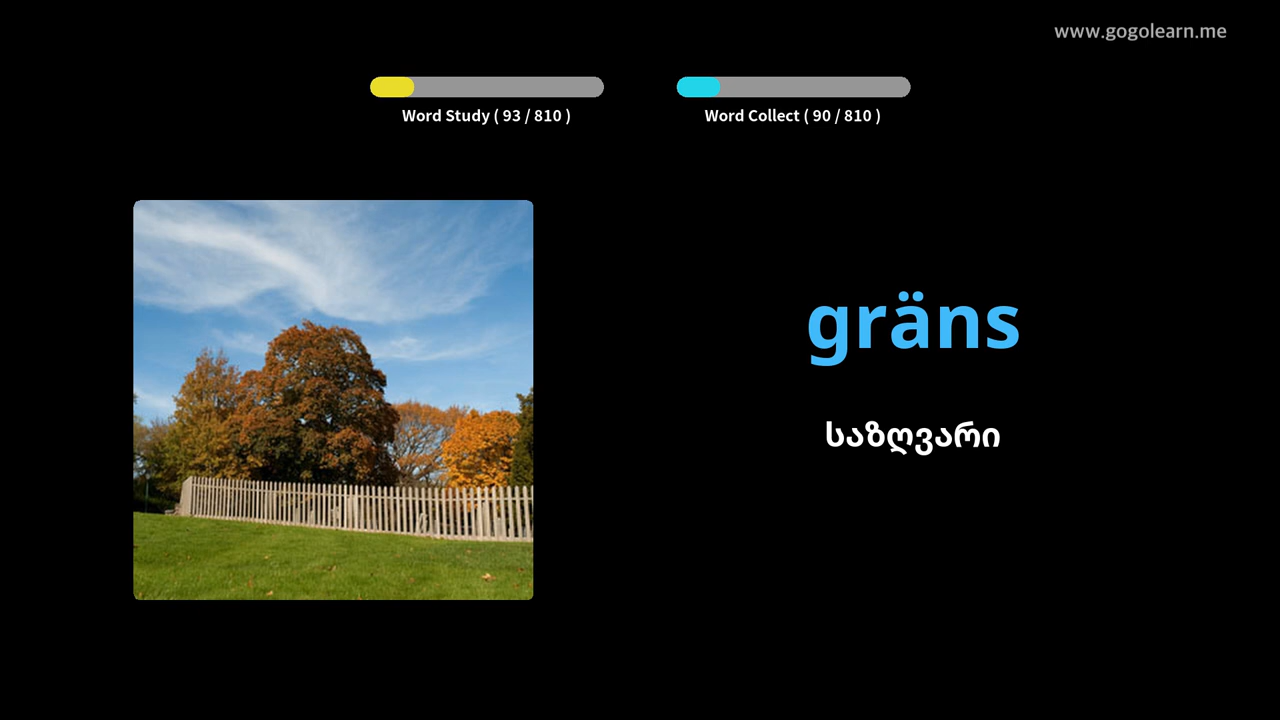 www.gogolearn.me
Word Study ( 93 / 810 )
Word Collect ( 90 / 810 )
gräns
საზღვარი